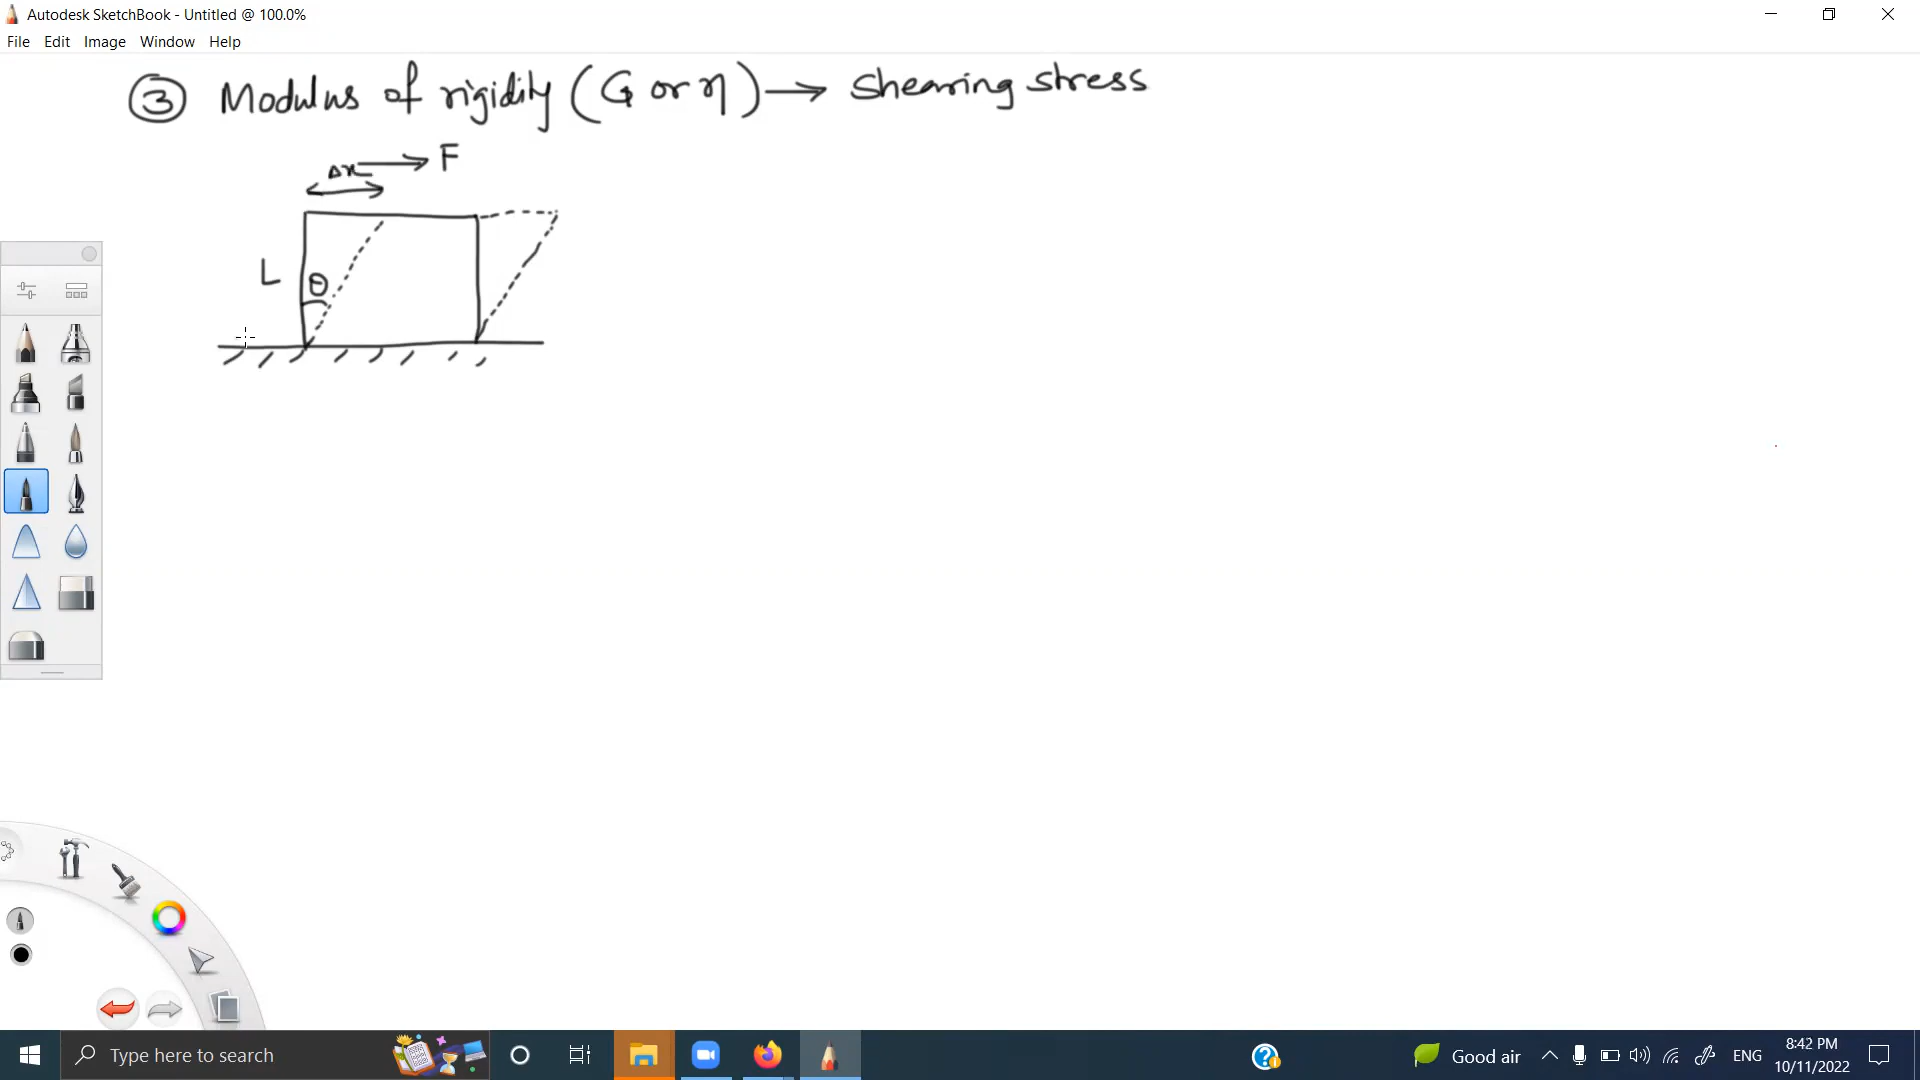 Autodesk SketchBook - Untitled @ 100.0%
File Edit Image Window Help
③ Modulus of rigidity (G or η) → Shearing stress
Δx → F
L θ
Type here to search
Good air
ENG
8:42 PM
10/11/2022